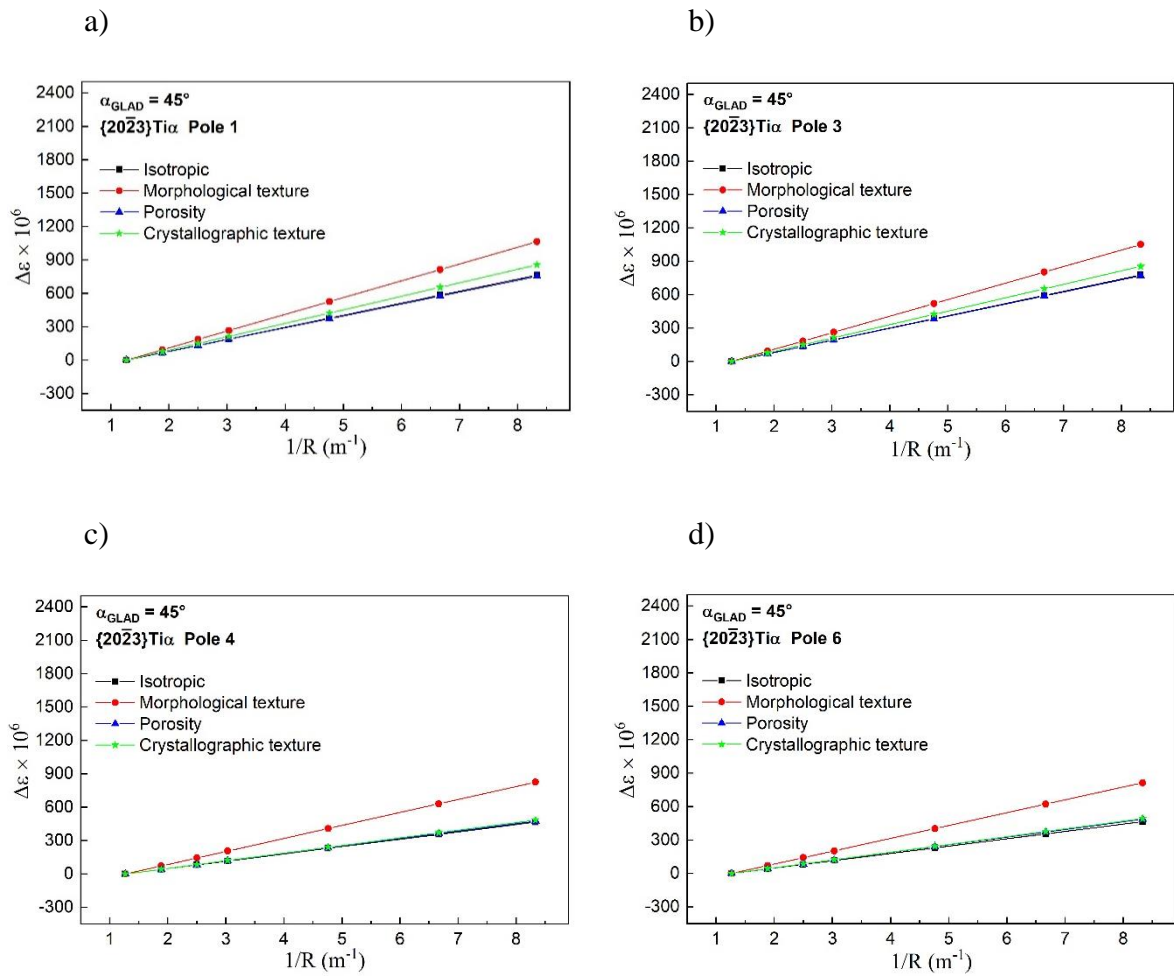 a)
2400
2100
1800
1500
1200
900
600
300
0
-300
Δε × 10⁶
α_GLAD = 45°
{202̅3}Tiα Pole 1
Isotropic
Morphological texture
Porosity
Crystallographic texture
1 2 3 4 5 6 7 8
1/R (m⁻¹)
b)
2400
2100
1800
1500
1200
900
600
300
0
-300
Δε × 10⁶
α_GLAD = 45°
{202̅3}Tiα Pole 3
Isotropic
Morphological texture
Porosity
Crystallographic texture
1 2 3 4 5 6 7 8
1/R (m⁻¹)
c)
2400
2100
1800
1500
1200
900
600
300
0
-300
Δε × 10⁶
α_GLAD = 45°
{202̅3}Tiα Pole 4
Isotropic
Morphological texture
Porosity
Crystallographic texture
1 2 3 4 5 6 7 8
1/R (m⁻¹)
d)
2400
2100
1800
1500
1200
900
600
300
0
-300
Δε × 10⁶
α_GLAD = 45°
{202̅3}Tiα Pole 6
Isotropic
Morphological texture
Porosity
Crystallographic texture
1 2 3 4 5 6 7 8
1/R (m⁻¹)